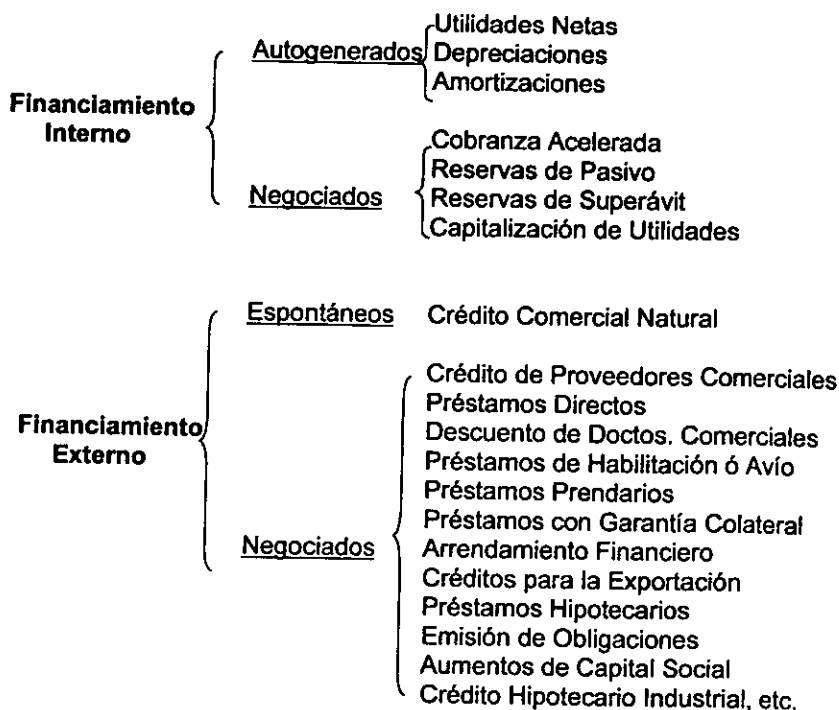 Financiamiento
Interno
Autogenerados
Utilidades Netas
Depreciaciones
Amortizaciones
Negociados
Cobranza Acelerada
Reservas de Pasivo
Reservas de Superávit
Capitalización de Utilidades
Financiamiento
Externo
Espontáneos
Crédito Comercial Natural
Negociados
Crédito de Proveedores Comerciales
Préstamos Directos
Descuento de Doctos. Comerciales
Préstamos de Habilitación ó Avío
Préstamos Prendarios
Préstamos con Garantía Colateral
Arrendamiento Financiero
Créditos para la Exportación
Préstamos Hipotecarios
Emisión de Obligaciones
Aumentos de Capital Social
Crédito Hipotecario Industrial, etc.